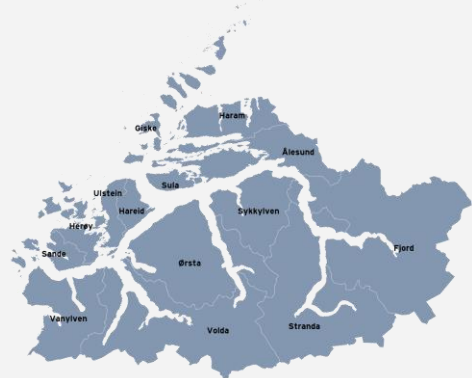 Haram
Giske
Ålesund
Sula
Ulstein
Hareid
Sykkylven
Herøy
Fjord
Sande
Ørsta
Vanylven
Volda
Stranda